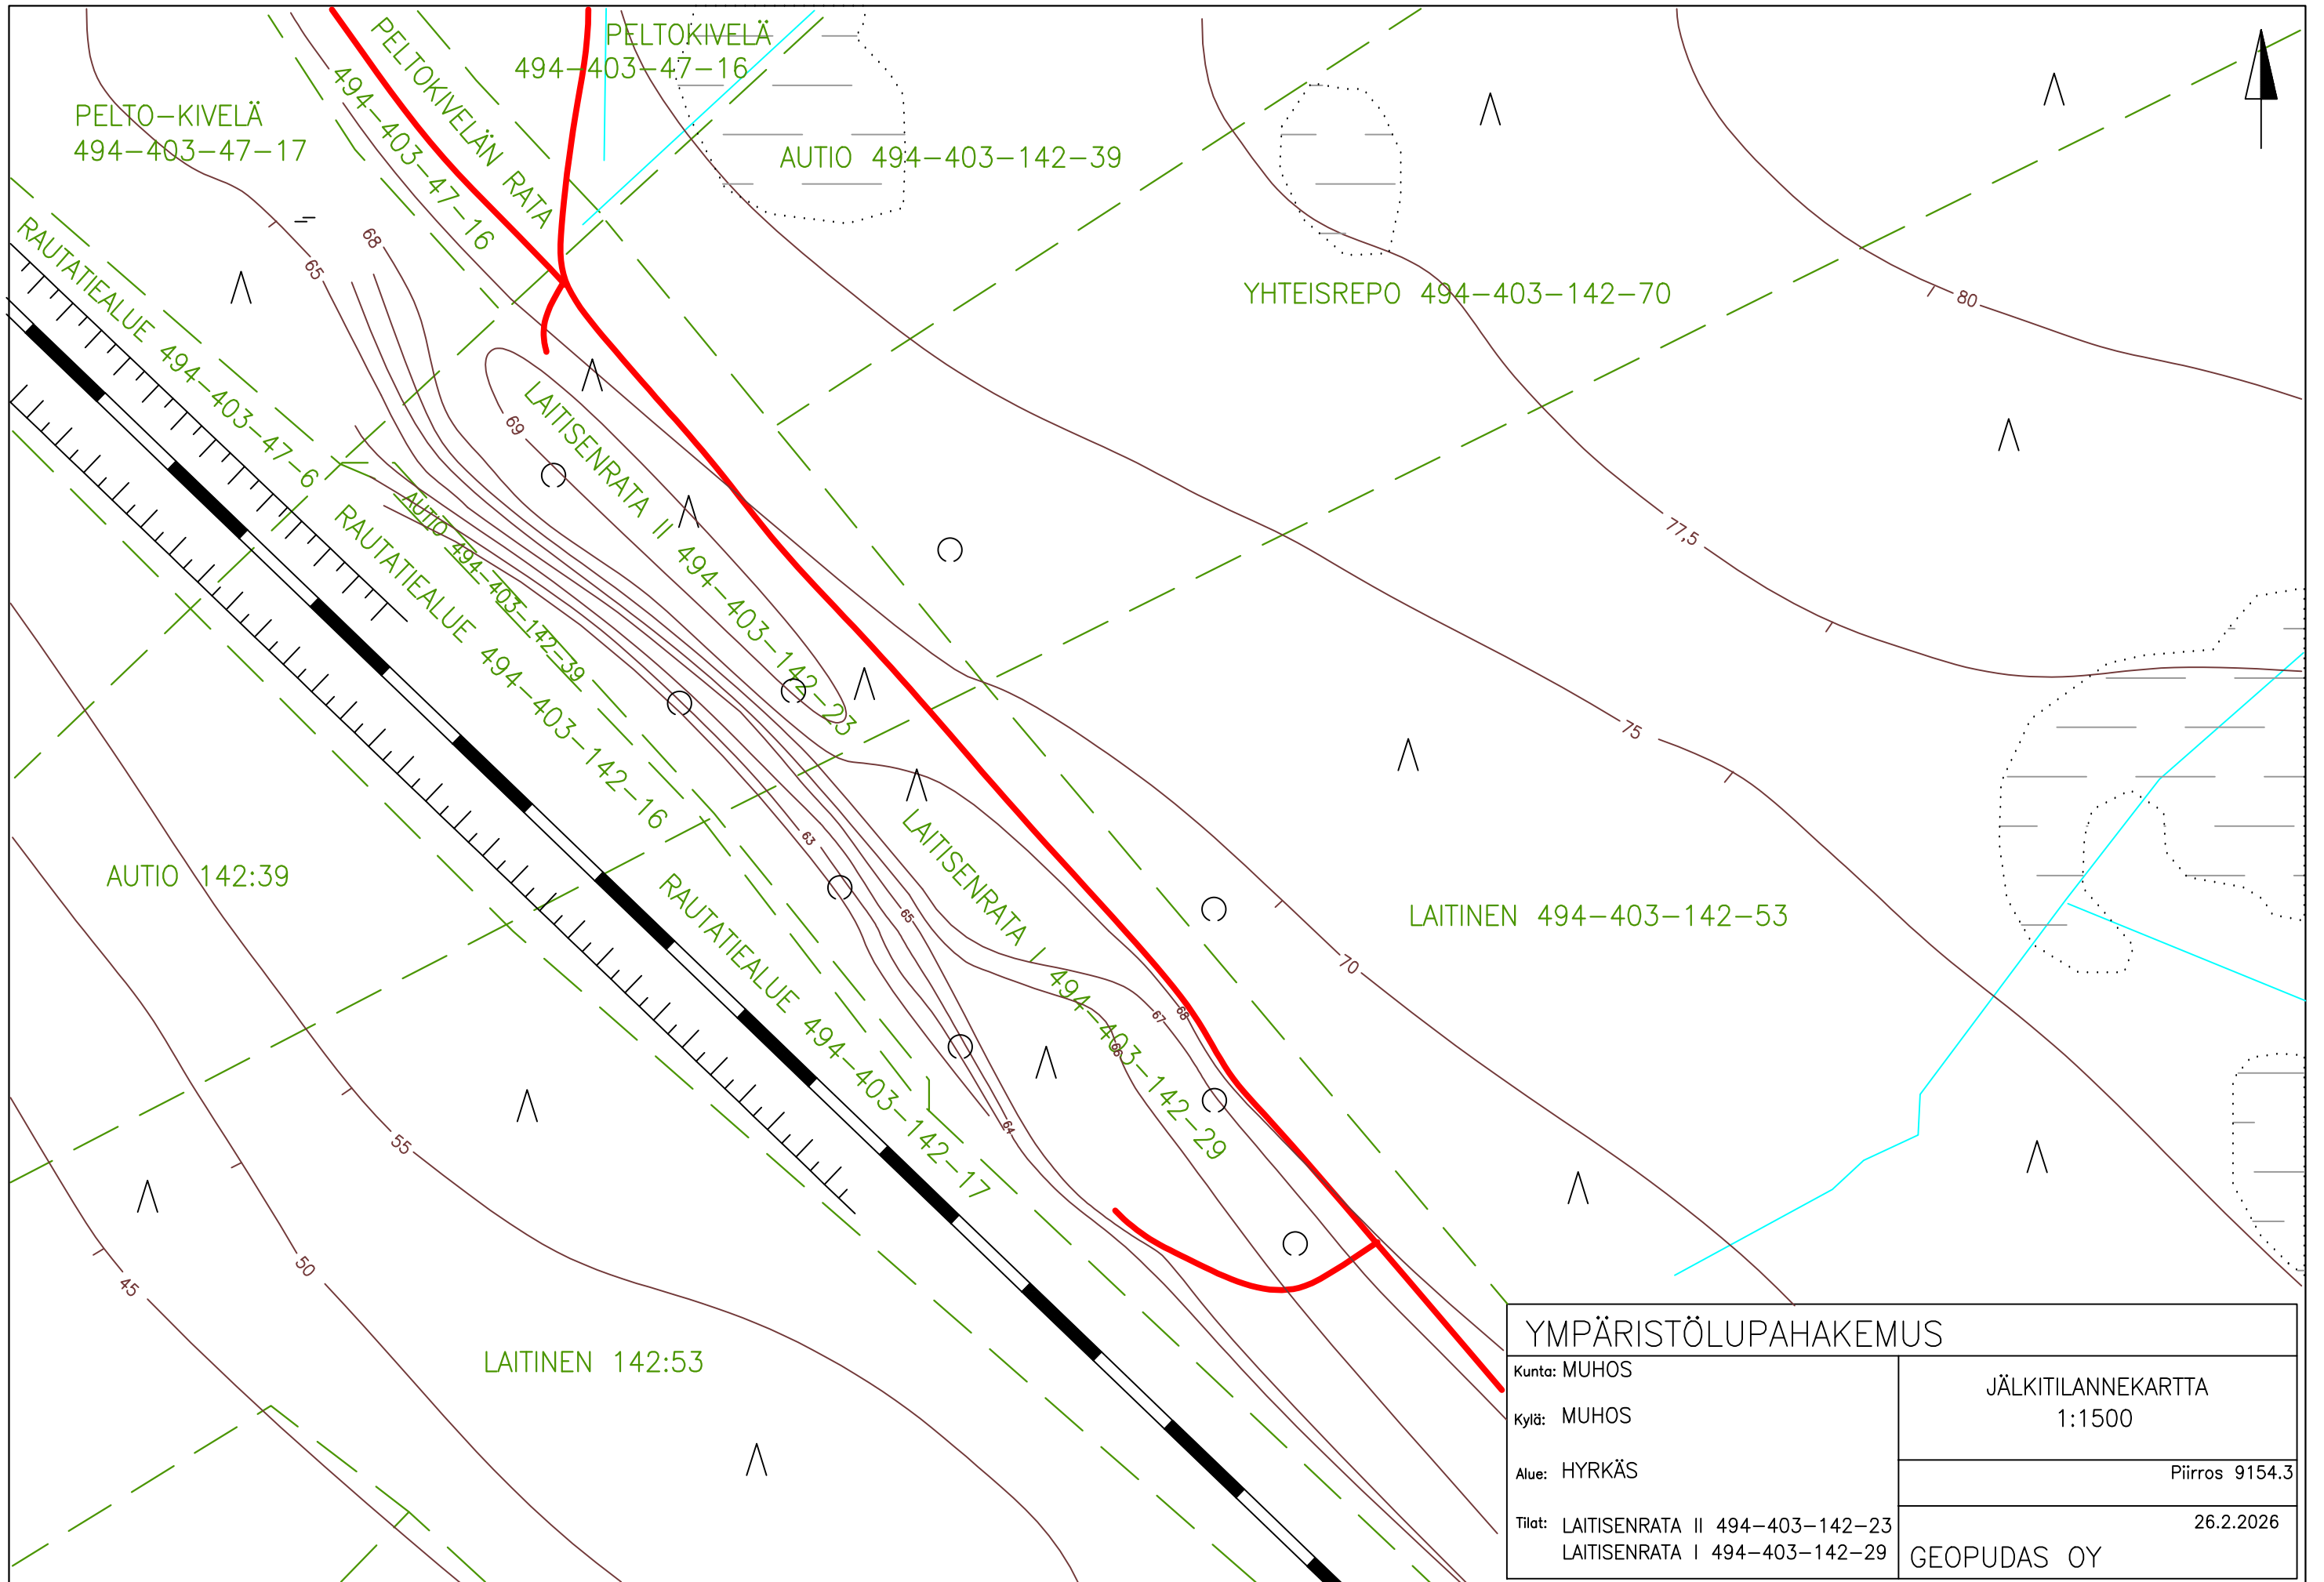 PELTOKIVELÄ
494-403-47-16
PELTOKIVELÄN RATA
494-403-47-16
PELTO-KIVELÄ
494-403-47-17
AUTIO 494-403-142-39
RAUTATIEALUE 494-403-47-6
68
65
YHTEISREPO 494-403-142-70
80
69
LAITISENRATA II 494-403-142-23
AUTIO 494-403-142-39
RAUTATIEALUE 494-403-142-16
77,5
75
63
AUTIO 142:39
LAITISENRATA I 494-403-142-29
RAUTATIEALUE 494-403-142-17
65
LAITINEN 494-403-142-53
70
67
68
66
64
55
50
45
LAITINEN 142:53
YMPÄRISTÖLUPAHAKEMUS
Kunta: MUHOS
Kylä: MUHOS
Alue: HYRKÄS
Tilat: LAITISENRATA II 494-403-142-23
LAITISENRATA I 494-403-142-29
JÄLKITILANNEKARTTA
1:1500
Piirros 9154.3
26.2.2026
GEOPUDAS OY